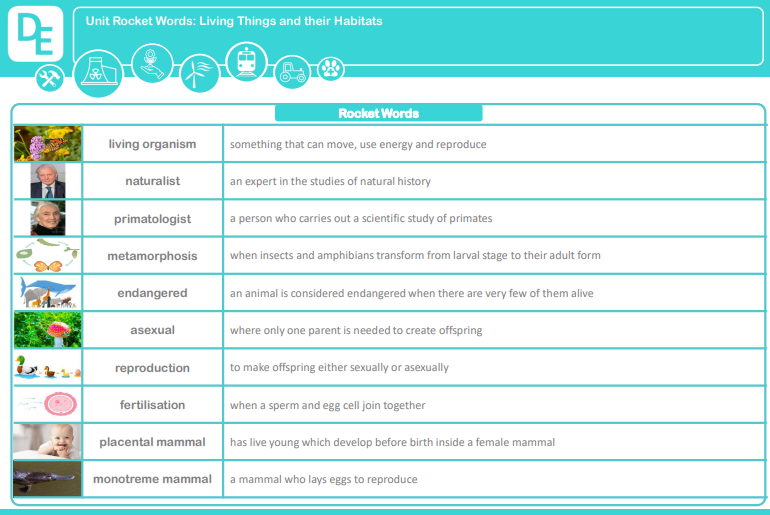 DE
Unit Rocket Words: Living Things and their Habitats
Rocket Words
living organism something that can move, use energy and reproduce
naturalist an expert in the studies of natural history
primatologist a person who carries out a scientific study of primates
metamorphosis when insects and amphibians transform from larval stage to their adult form
endangered an animal is considered endangered when there are very few of them alive
asexual where only one parent is needed to create offspring
reproduction to make offspring either sexually or asexually
fertilisation when a sperm and egg cell join together
placental mammal has live young which develop before birth inside a female mammal
monotreme mammal a mammal who lays eggs to reproduce